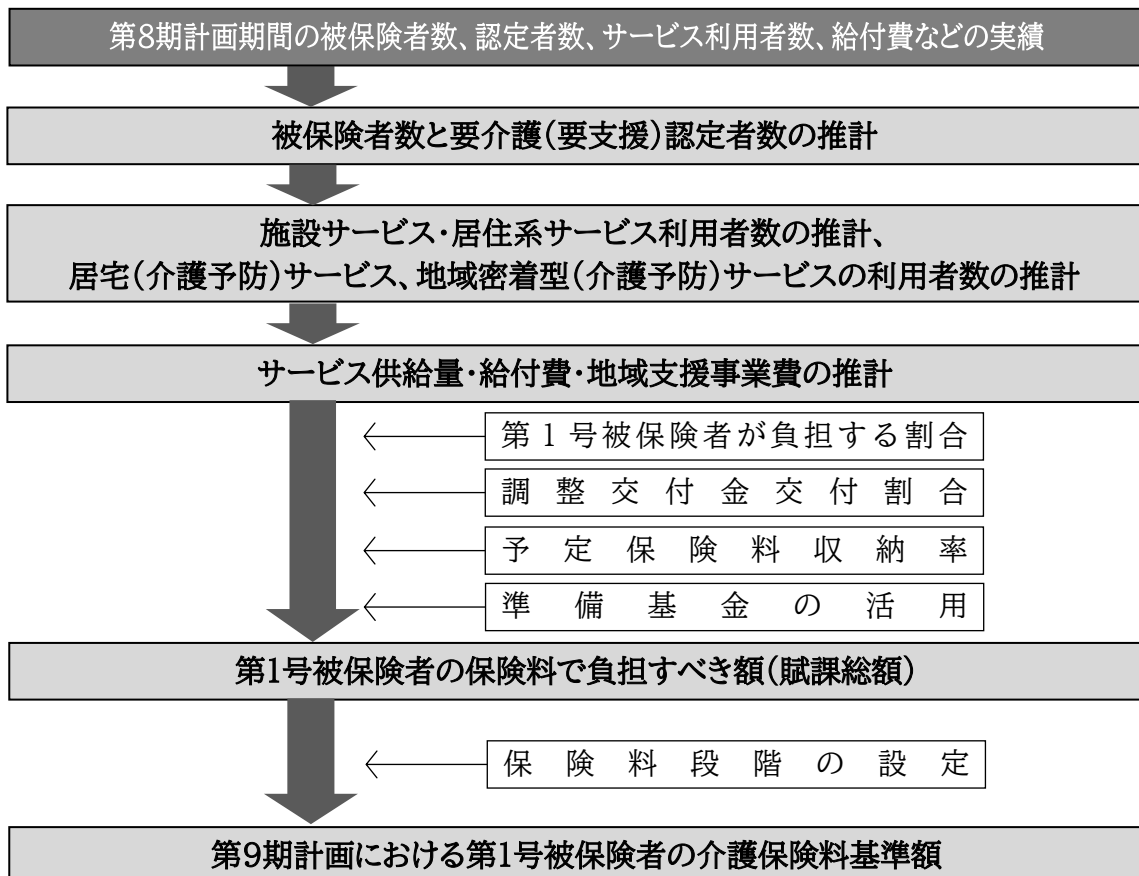 第8期計画期間の被保険者数、認定者数、サービス利用者数、給付費などの実績
被保険者数と要介護(要支援)認定者数の推計
施設サービス・居住系サービス利用者数の推計、
居宅(介護予防)サービス、地域密着型(介護予防)サービスの利用者数の推計
サービス供給量・給付費・地域支援事業費の推計
第1号被保険者が負担する割合
調整交付金交付割合
予定保険料収納率
準備基金の活用
第1号被保険者の保険料で負担すべき額(賦課総額)
保険料段階の設定
第9期計画における第1号被保険者の介護保険料基準額